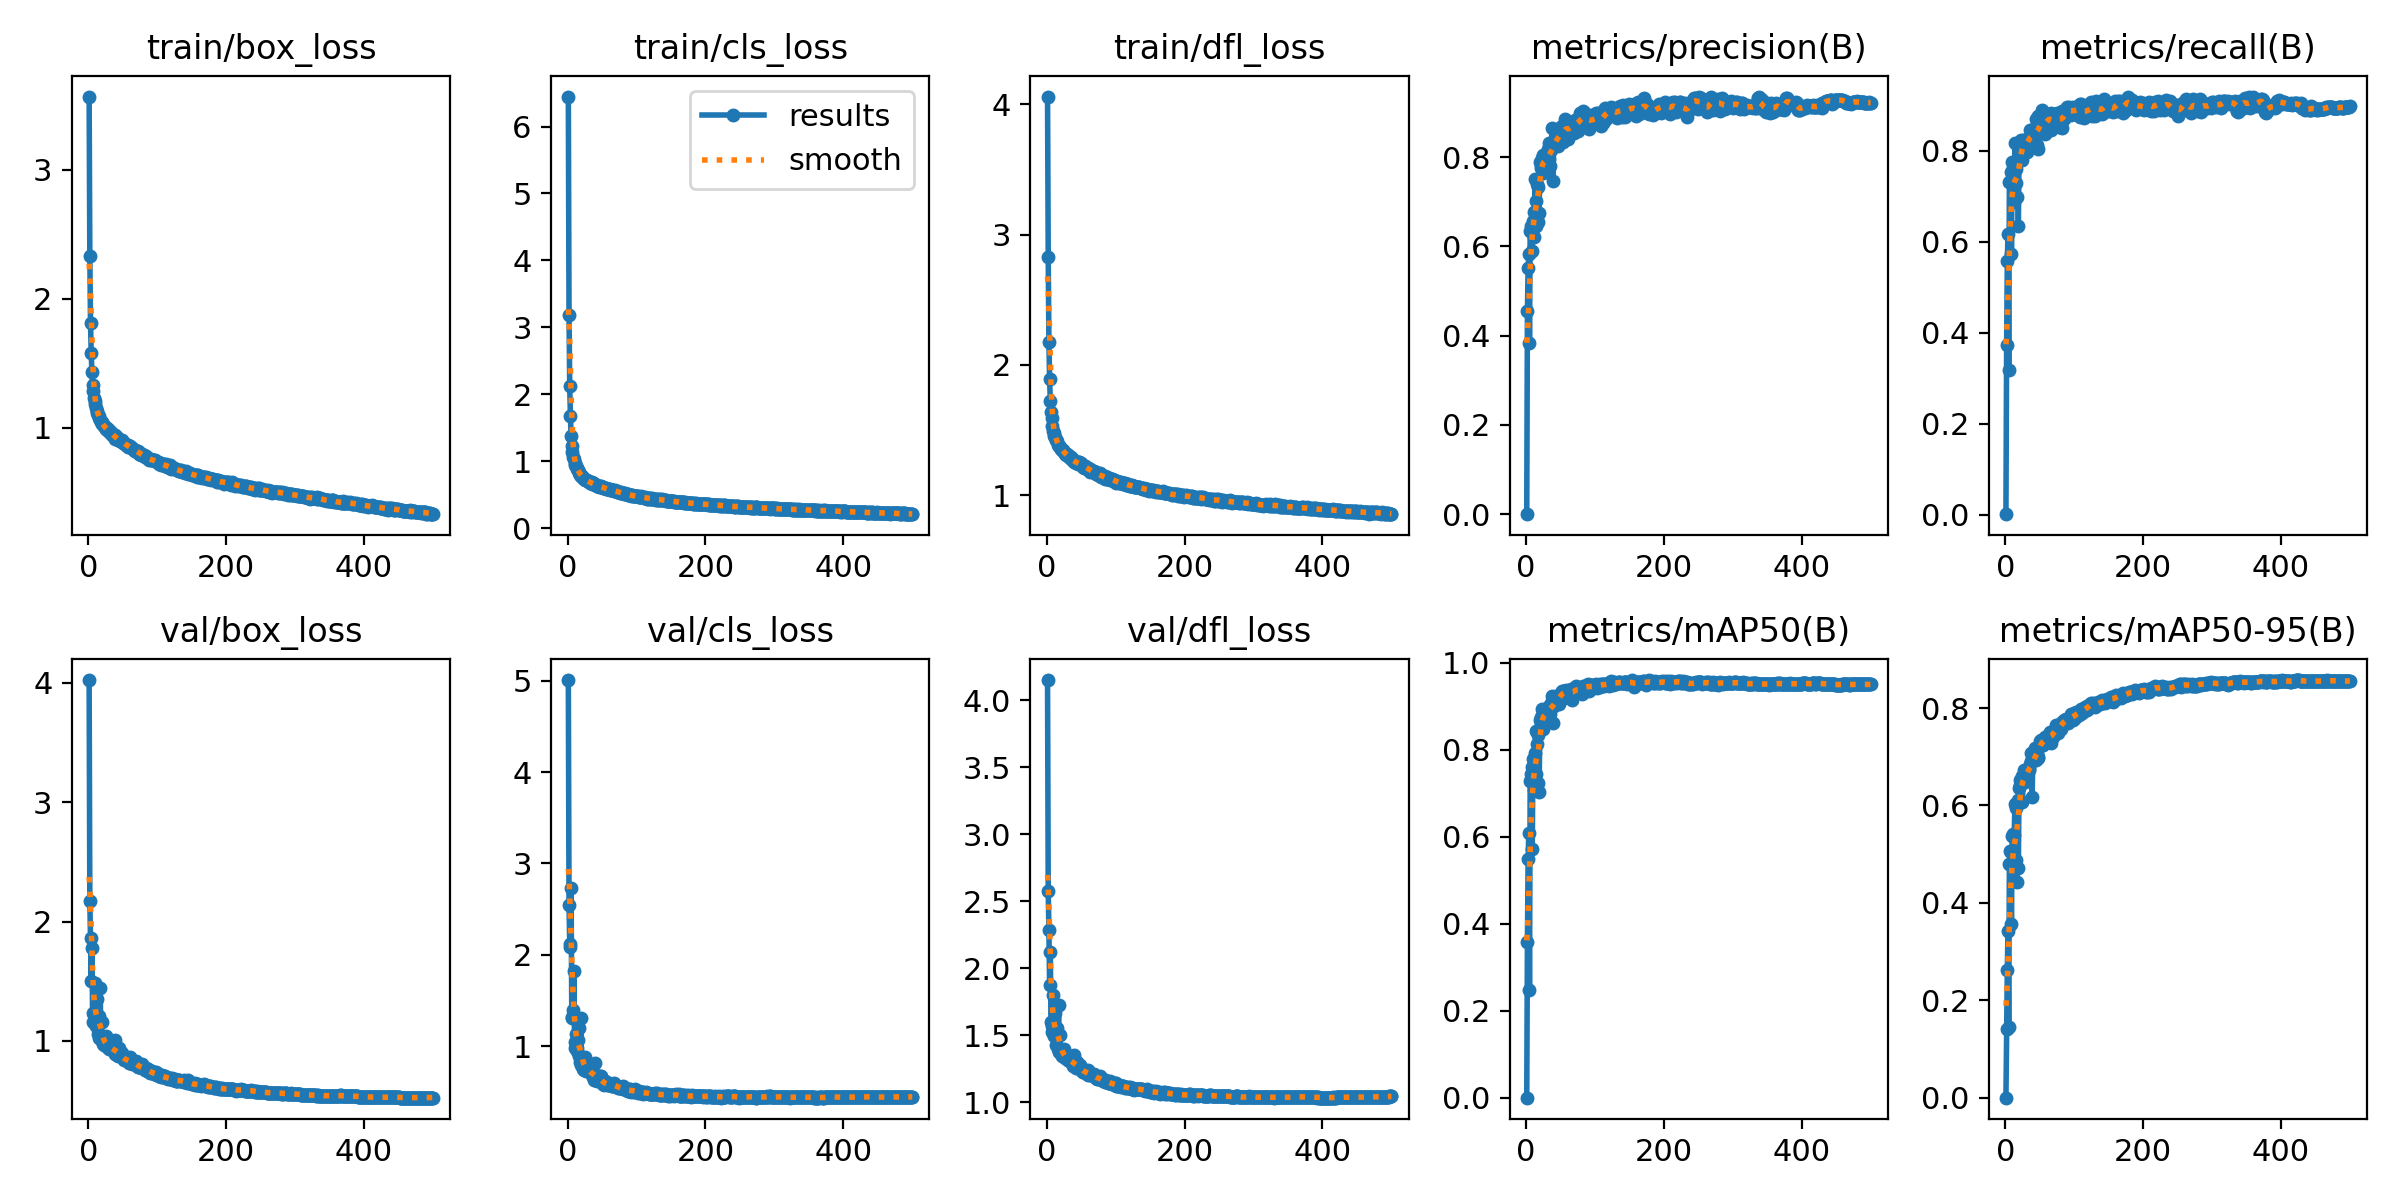 train/box_loss
3
2
1
0 200 400
train/cls_loss
results
smooth
6
5
4
3
2
1
0
0 200 400
train/dfl_loss
4
3
2
1
0 200 400
metrics/precision(B)
0.8
0.6
0.4
0.2
0.0
0 200 400
metrics/recall(B)
0.8
0.6
0.4
0.2
0.0
0 200 400
val/box_loss
4
3
2
1
0 200 400
val/cls_loss
5
4
3
2
1
0 200 400
val/dfl_loss
4.0
3.5
3.0
2.5
2.0
1.5
1.0
0 200 400
metrics/mAP50(B)
1.0
0.8
0.6
0.4
0.2
0.0
0 200 400
metrics/mAP50-95(B)
0.8
0.6
0.4
0.2
0.0
0 200 400